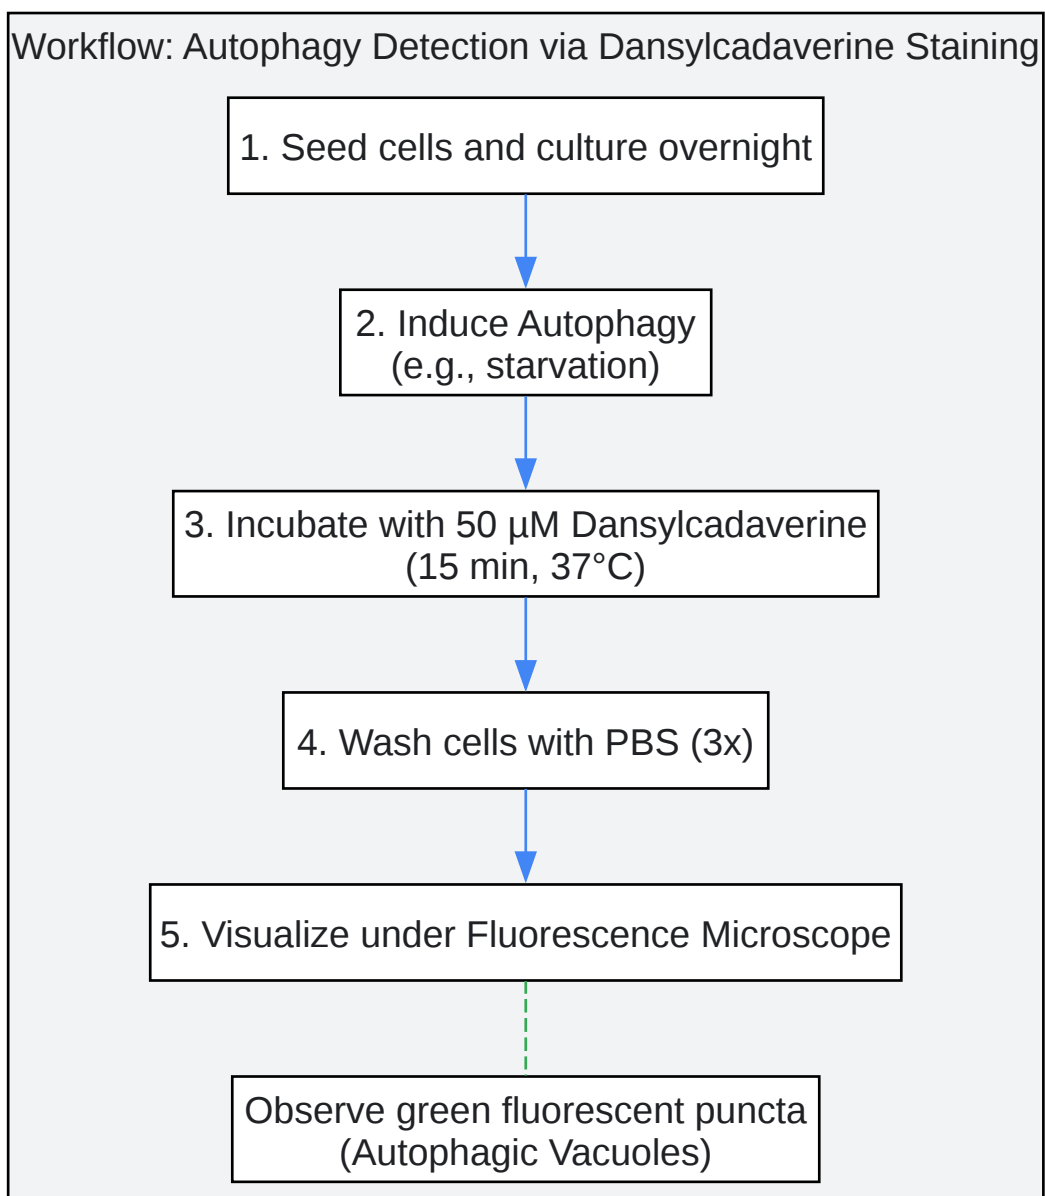 Workflow: Autophagy Detection via Dansylcadaverine Staining
1. Seed cells and culture overnight
2. Induce Autophagy
(e.g., starvation)
3. Incubate with 50 µM Dansylcadaverine
(15 min, 37°C)
4. Wash cells with PBS (3x)
5. Visualize under Fluorescence Microscope
Observe green fluorescent puncta
(Autophagic Vacuoles)